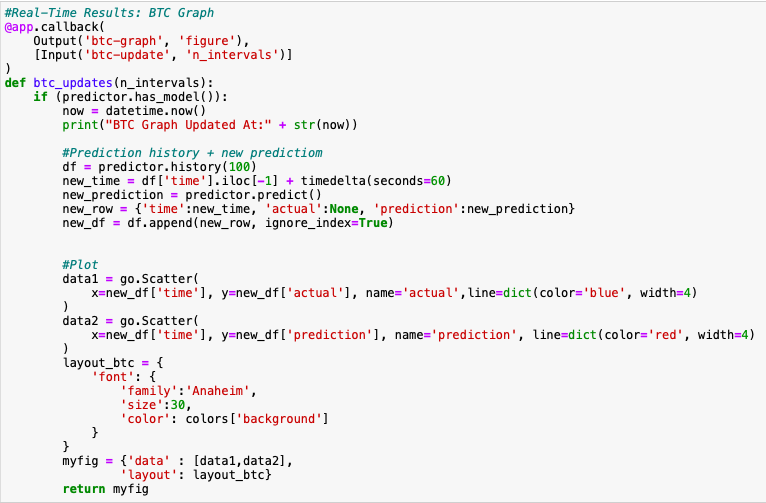 #Real-Time Results: BTC Graph
@app.callback(
    Output('btc-graph', 'figure'),
    [Input('btc-update', 'n_intervals')]
)
def btc_updates(n_intervals):
    if (predictor.has_model()):
        now = datetime.now()
        print("BTC Graph Updated At:" + str(now))

        #Prediction history + new predictiom
        df = predictor.history(100)
        new_time = df['time'].iloc[-1] + timedelta(seconds=60)
        new_prediction = predictor.predict()
        new_row = {'time':new_time, 'actual':None, 'prediction':new_prediction}
        new_df = df.append(new_row, ignore_index=True)


        #Plot
        data1 = go.Scatter(
            x=new_df['time'], y=new_df['actual'], name='actual',line=dict(color='blue', width=4)
        )
        data2 = go.Scatter(
            x=new_df['time'], y=new_df['prediction'], name='prediction', line=dict(color='red', width=4)
        )
        layout_btc = {
            'font': {
                'family':'Anaheim',
                'size':30,
                'color': colors['background']
            }
        }
        myfig = {'data' : [data1,data2],
                'layout': layout_btc}
        return myfig